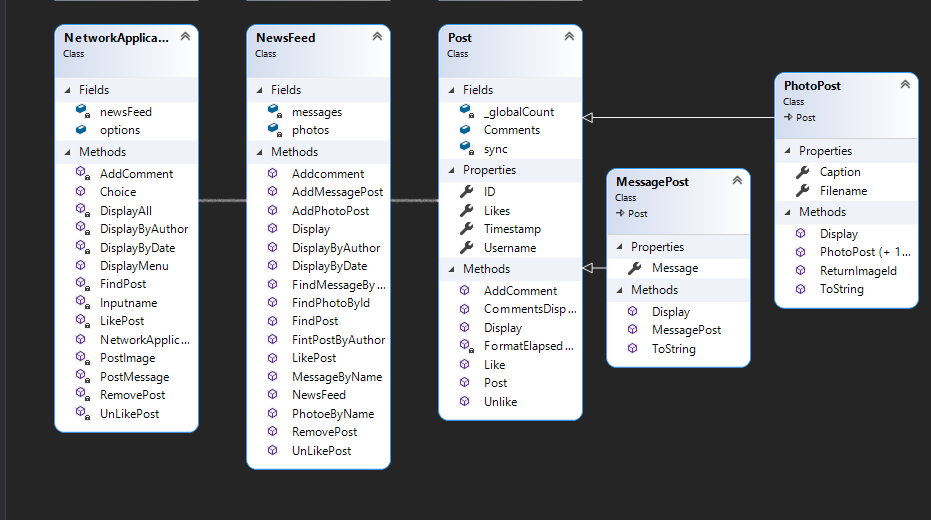 NetworkApplica...
Class
Fields
newsFeed
options
Methods
AddComment
Choice
DisplayAll
DisplayByAuthor
DisplayByDate
DisplayMenu
FindPost
Inputname
LikePost
NetworkApplic...
PostImage
PostMessage
RemovePost
UnLikePost
NewsFeed
Class
Fields
messages
photos
Methods
Addcomment
AddMessagePost
AddPhotoPost
Display
DisplayByAuthor
DisplayByDate
FindMessageBy...
FindPhotoById
FindPost
FintPostByAuthor
LikePost
MessageByName
NewsFeed
PhotoeByName
RemovePost
UnLikePost
Post
Class
Fields
_globalCount
Comments
sync
Properties
ID
Likes
Timestamp
Username
Methods
AddComment
CommentsDisp...
Display
FormatElapsed...
Like
Post
Unlike
MessagePost
Class
Post
Properties
Message
Methods
Display
MessagePost
ToString
PhotoPost
Class
Post
Properties
Caption
Filename
Methods
Display
PhotoPost (+ 1...
ReturnImageId
ToString